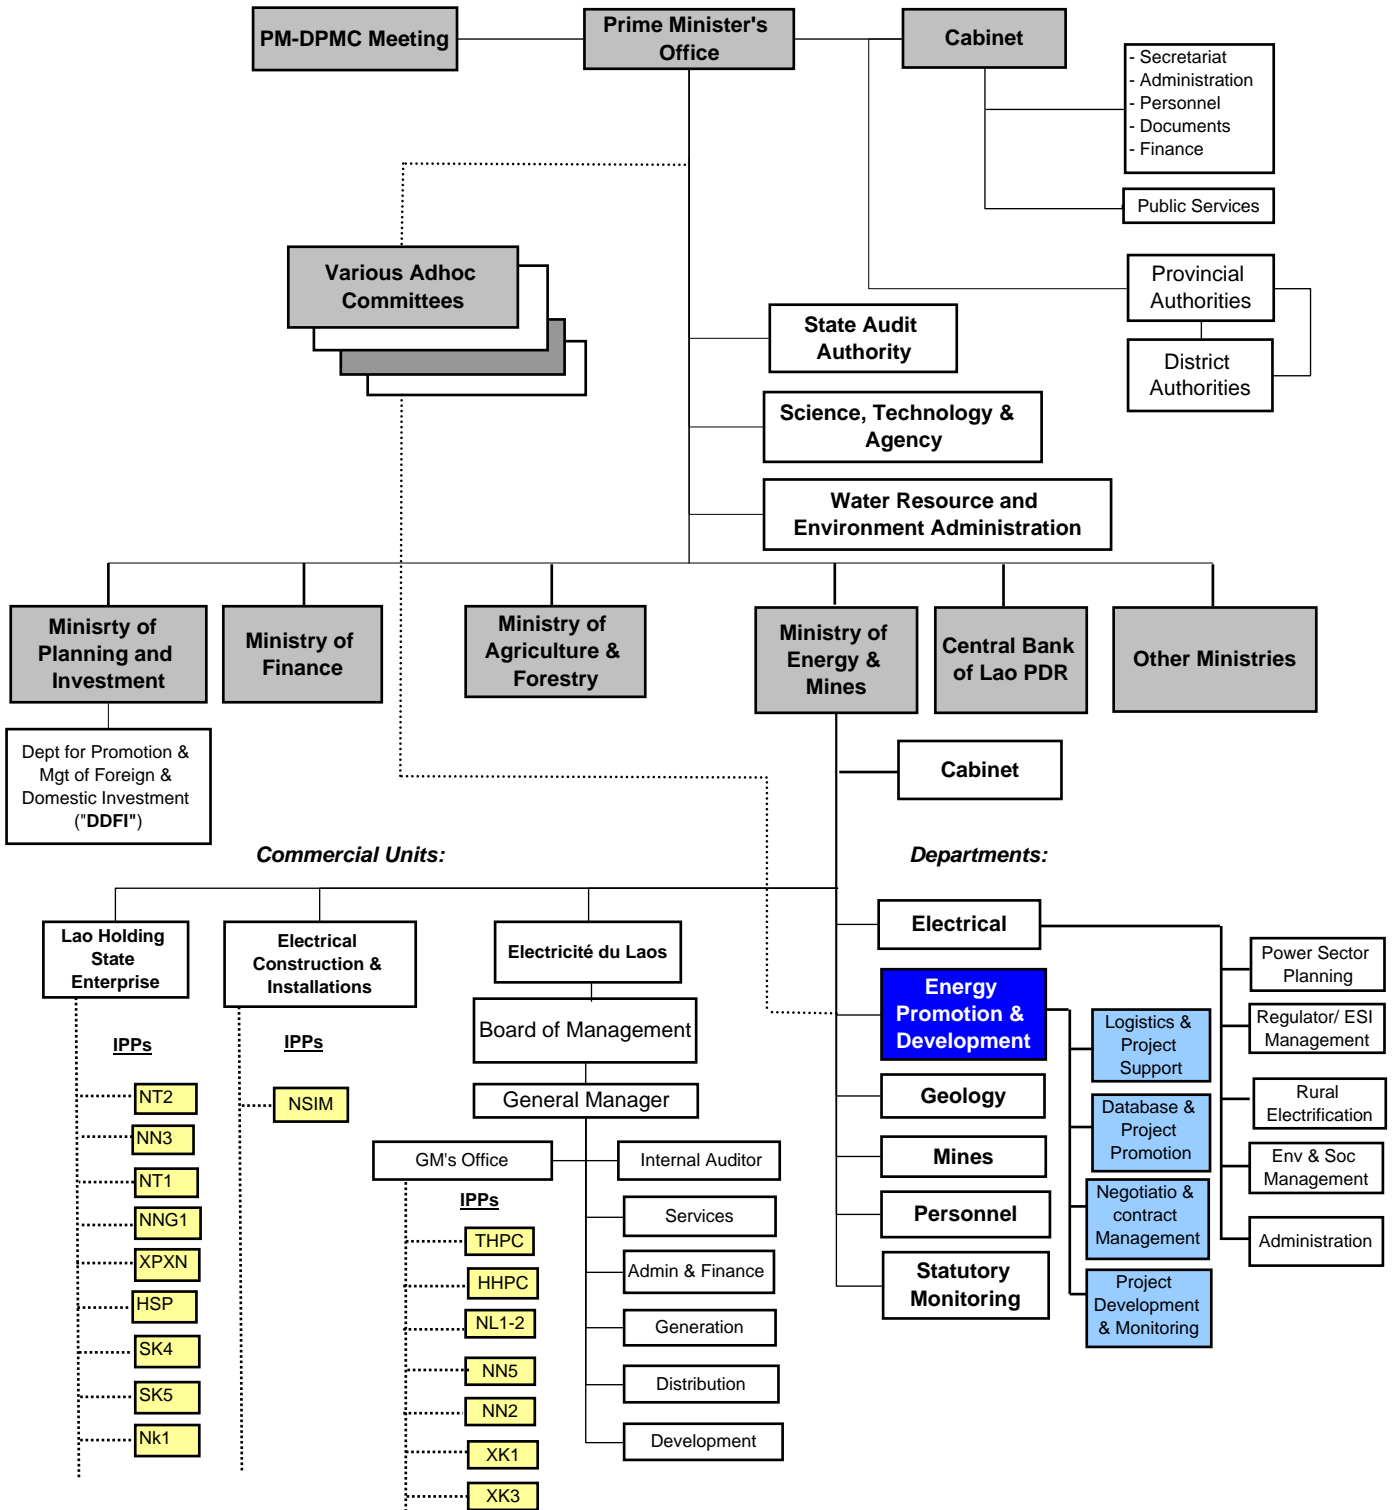 PM-DPMC Meeting
Prime Minister's
Office
Cabinet
- Secretariat
- Administration
- Personnel
- Documents
- Finance
Public Services
Various Adhoc
Committees
Provincial
Authorities
District
Authorities
State Audit
Authority
Science, Technology &
Agency
Water Resource and
Environment Administration
Minisrty of
Planning and
Investment
Ministry of
Finance
Ministry of
Agriculture &
Forestry
Ministry of
Energy &
Mines
Central Bank
of Lao PDR
Other Ministries
Dept for Promotion &
Mgt of Foreign &
Domestic Investment
("DDFI")
Cabinet
Commercial Units:
Departments:
Lao Holding
State
Enterprise
IPPs
NT2
NN3
NT1
NNG1
XPXN
HSP
SK4
SK5
Nk1
Electrical
Construction &
Installations
IPPs
NSIM
Electricité du Laos
Board of Management
General Manager
GM's Office
Internal Auditor
IPPs
THPC
HHPC
NL1-2
NN5
NN2
XK1
XK3
Services
Admin & Finance
Generation
Distribution
Development
Electrical
Energy
Promotion &
Development
Geology
Mines
Personnel
Statutory
Monitoring
Logistics &
Project
Support
Database &
Project
Promotion
Negotiatio &
contract
Management
Project
Development
& Monitoring
Power Sector
Planning
Regulator/ ESI
Management
Rural
Electrification
Env & Soc
Management
Administration